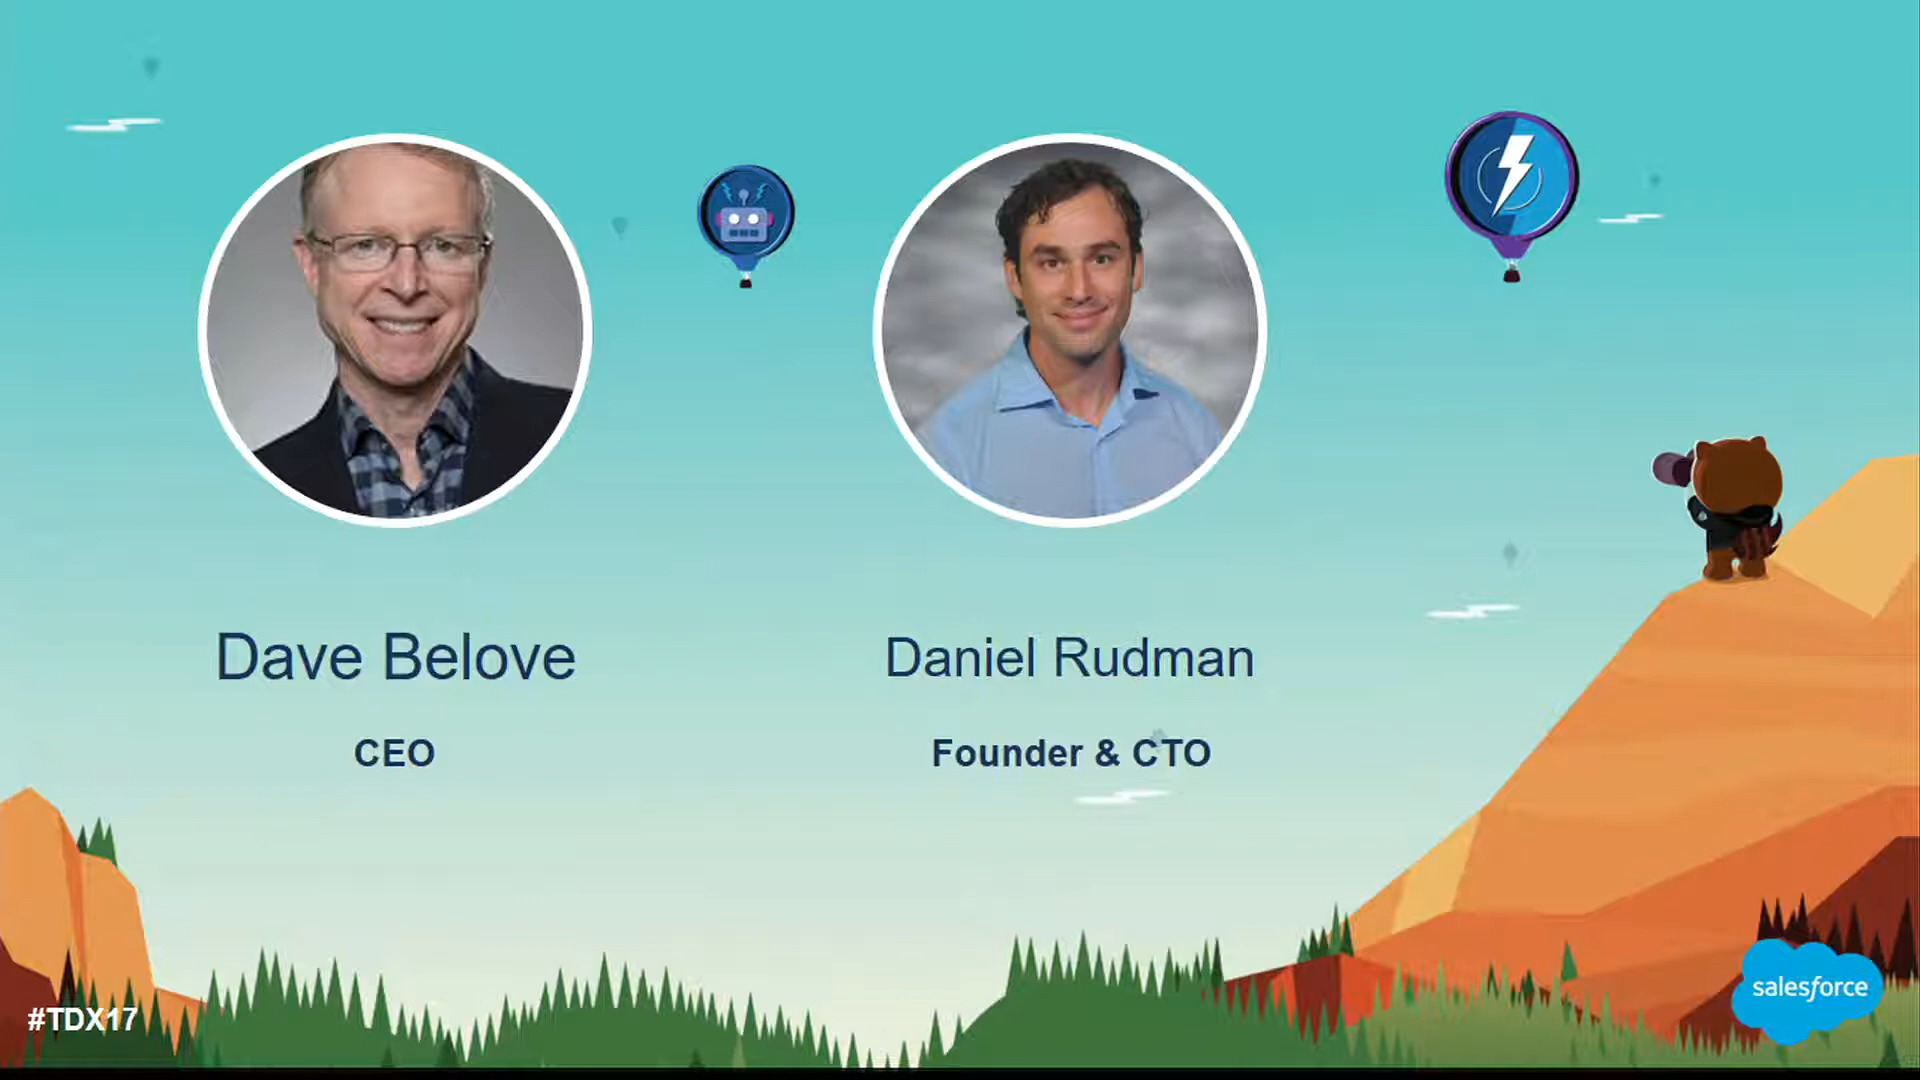 Dave Belove
Daniel Rudman
CEO
Founder & CTO
#TDX17
salesforce